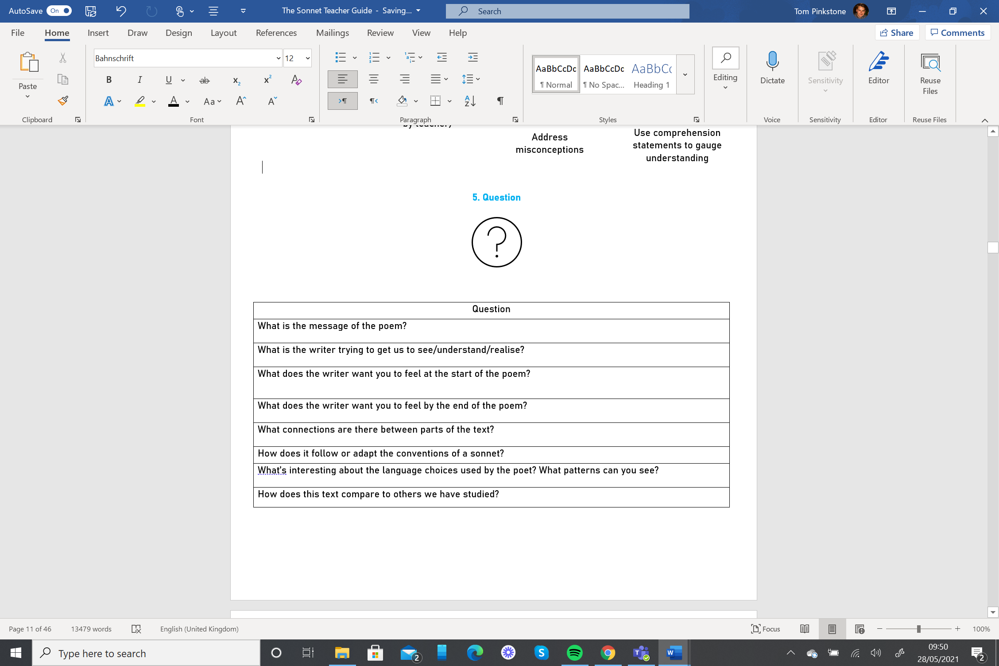 AutoSave On The Sonnet Teacher Guide - Saving... Search Tom Pinkstone
File Home Insert Draw Design Layout References Mailings Review View Help Share Comments
Paste
Clipboard
Bahnschrift 12
Font
Paragraph
AaBbCcDc AaBbCcDc AaBbCc
¶ Normal ¶ No Spac... Heading 1
Styles
Editing
Dictate
Voice
Sensitivity
Sensitivity
Editor
Editor
Reuse
Files
Reuse Files
by teacher)
Address
misconceptions
Use comprehension
statements to gauge
understanding
5. Question
?
Question
What is the message of the poem?
What is the writer trying to get us to see/understand/realise?
What does the writer want you to feel at the start of the poem?
What does the writer want you to feel by the end of the poem?
What connections are there between parts of the text?
How does it follow or adapt the conventions of a sonnet?
What's interesting about the language choices used by the poet? What patterns can you see?
How does this text compare to others we have studied?
Page 11 of 46 13479 words English (United Kingdom) Focus 100%
Type here to search 2 09:50
28/05/2021 2